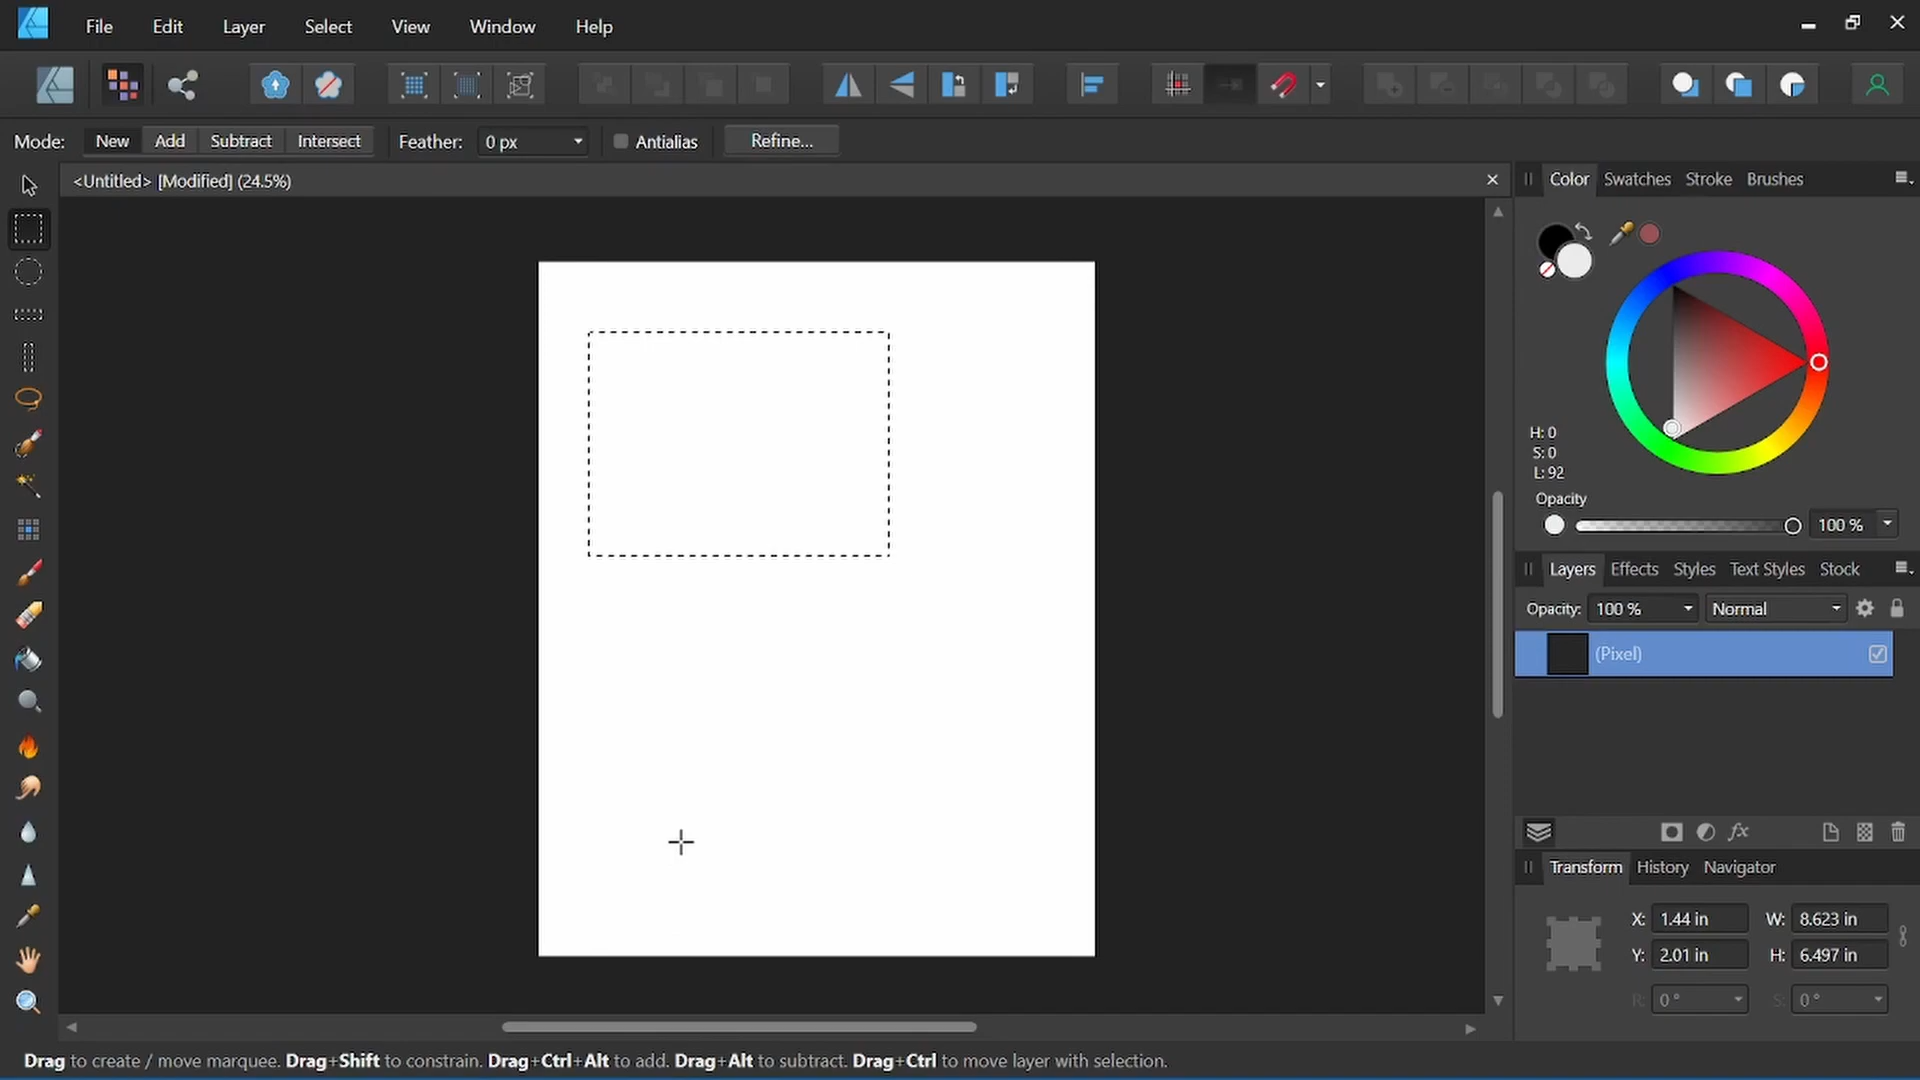 File Edit Layer Select View Window Help
Mode: New Add Subtract Intersect Feather: 0 px Antialias Refine...
<Untitled> [Modified] (24.5%)
Color Swatches Stroke Brushes
H: 0
S: 0
L: 92
Opacity
100 %
Layers Effects Styles Text Styles Stock
Opacity: 100 % Normal
(Pixel)
fx
Transform History Navigator
X: 1.44 in W: 8.623 in
Y: 2.01 in H: 6.497 in
R: 0 ° S: 0 °
Drag to create / move marquee. Drag+Shift to constrain. Drag+Ctrl+Alt to add. Drag+Alt to subtract. Drag+Ctrl to move layer with selection.